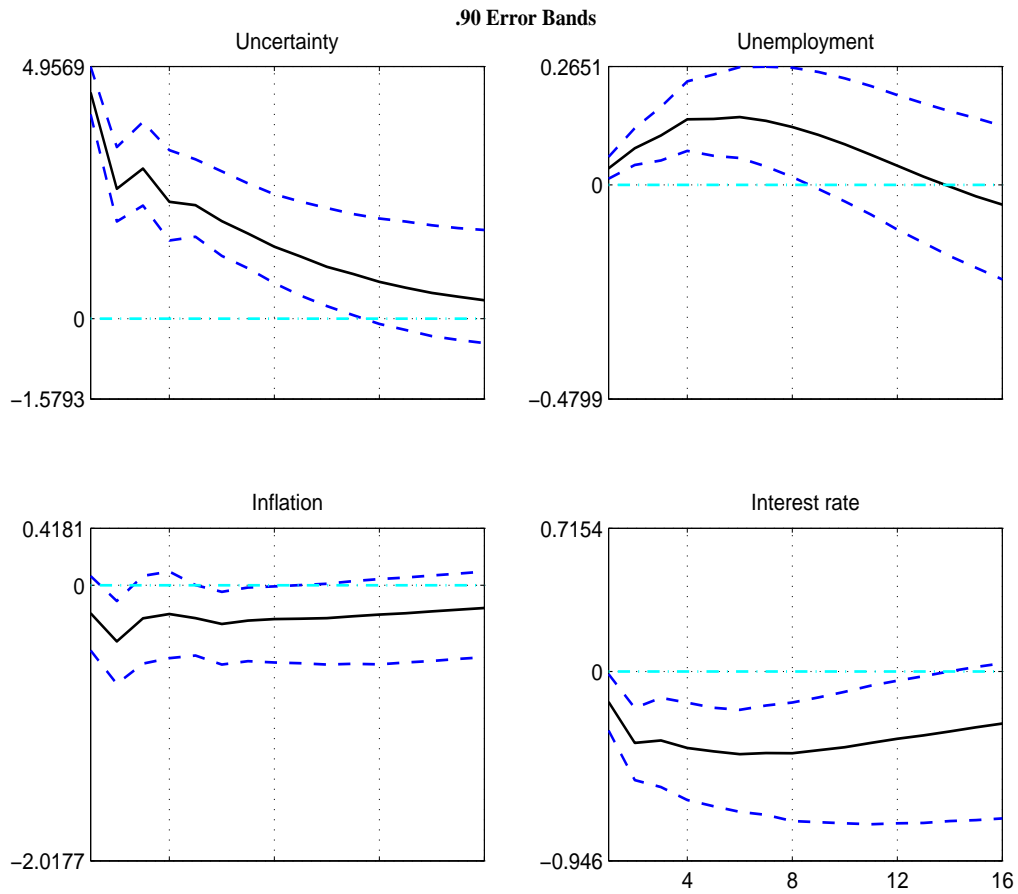 .90 Error Bands
Uncertainty
4.9569
0
−1.5793
Unemployment
0.2651
0
−0.4799
Inflation
0.4181
0
−2.0177
Interest rate
0.7154
0
−0.946
4 8 12 16